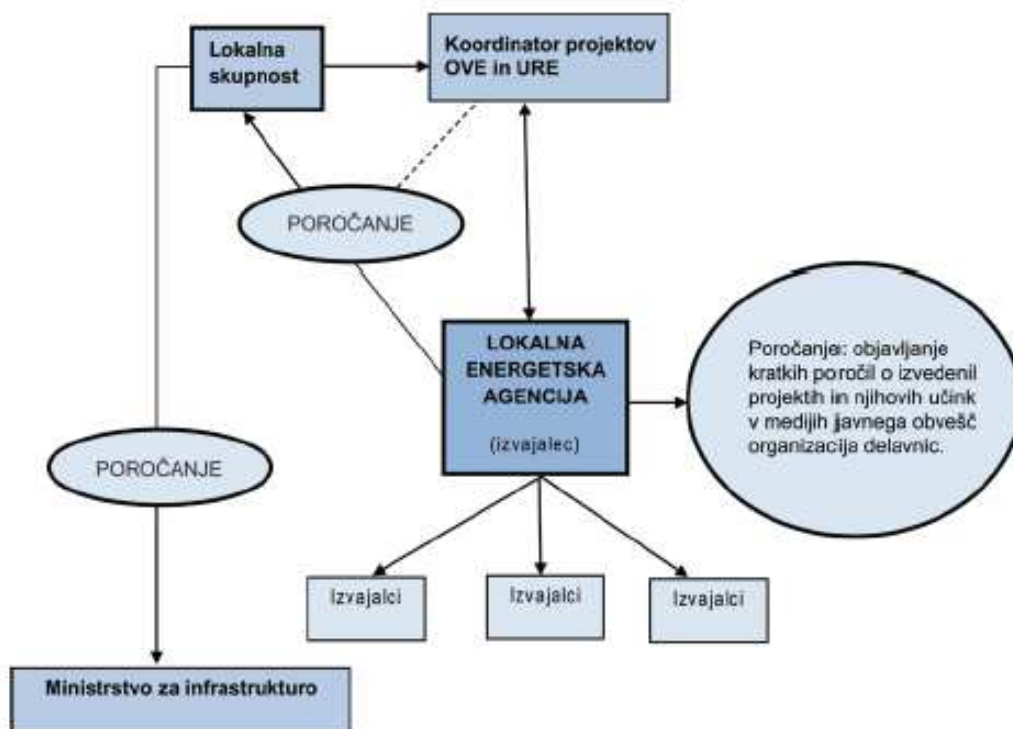 Lokalna
skupnost
Koordinator projektov
OVE in URE
POROČANJE
LOKALNA
ENERGETSKA
AGENCIJA
(izvajalec)
Poročanje: objavljanje
kratkih poročil o izvedenil
projektih in njihovih učink
v medijih javnega obvešč
organizacija delavnic.
POROČANJE
Izvajalci
Izvajalci
Izvajalci
Ministrstvo za infrastrukturo